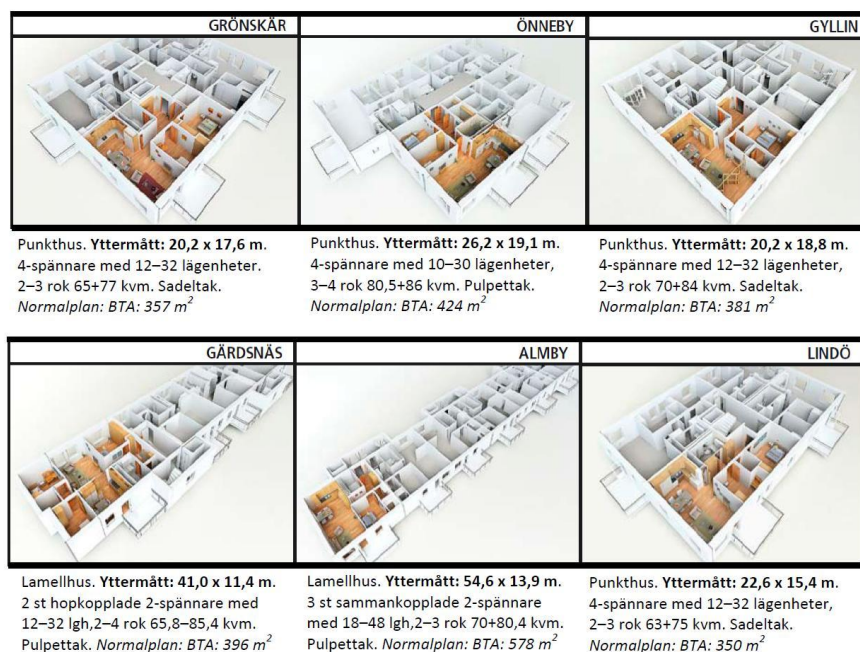 GRÖNSKÄR
Punkthus. Yttermått: 20,2 x 17,6 m.
4-spännare med 12–32 lägenheter.
2–3 rok 65+77 kvm. Sadeltak.
Normalplan: BTA: 357 m²
ÖNNEBY
Punkthus. Yttermått: 26,2 x 19,1 m.
4-spännare med 10–30 lägenheter,
3–4 rok 80,5+86 kvm. Pulpettak.
Normalplan: BTA: 424 m²
GYLLIN
Punkthus. Yttermått: 20,2 x 18,8 m.
4-spännare med 12–32 lägenheter,
2–3 rok 70+84 kvm. Sadeltak.
Normalplan: BTA: 381 m²
GÄRDSNÄS
Lamellhus. Yttermått: 41,0 x 11,4 m.
2 st hopkopplade 2-spännare med
12–32 lgh,2–4 rok 65,8–85,4 kvm.
Pulpettak. Normalplan: BTA: 396 m²
ALMBY
Lamellhus. Yttermått: 54,6 x 13,9 m.
3 st sammankopplade 2-spännare
med 18–48 lgh,2–3 rok 70+80,4 kvm.
Pulpettak. Normalplan: BTA: 578 m²
LINDÖ
Punkthus. Yttermått: 22,6 x 15,4 m.
4-spännare med 12–32 lägenheter,
2–3 rok 63+75 kvm. Sadeltak.
Normalplan: BTA: 350 m²